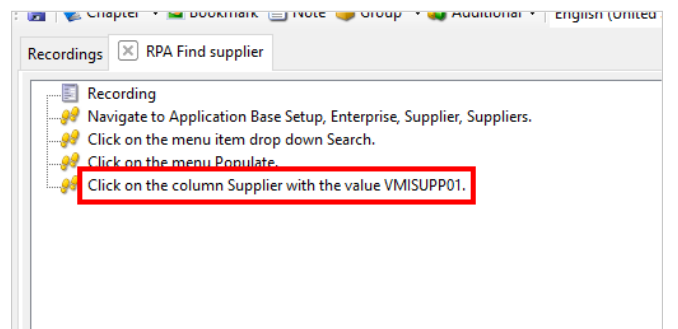 Chapter Bookmark Note Group Additional English (United
Recordings RPA Find supplier
Recording
Navigate to Application Base Setup, Enterprise, Supplier, Suppliers.
Click on the menu item drop down Search.
Click on the menu Populate.
Click on the column Supplier with the value VMISUPP01.